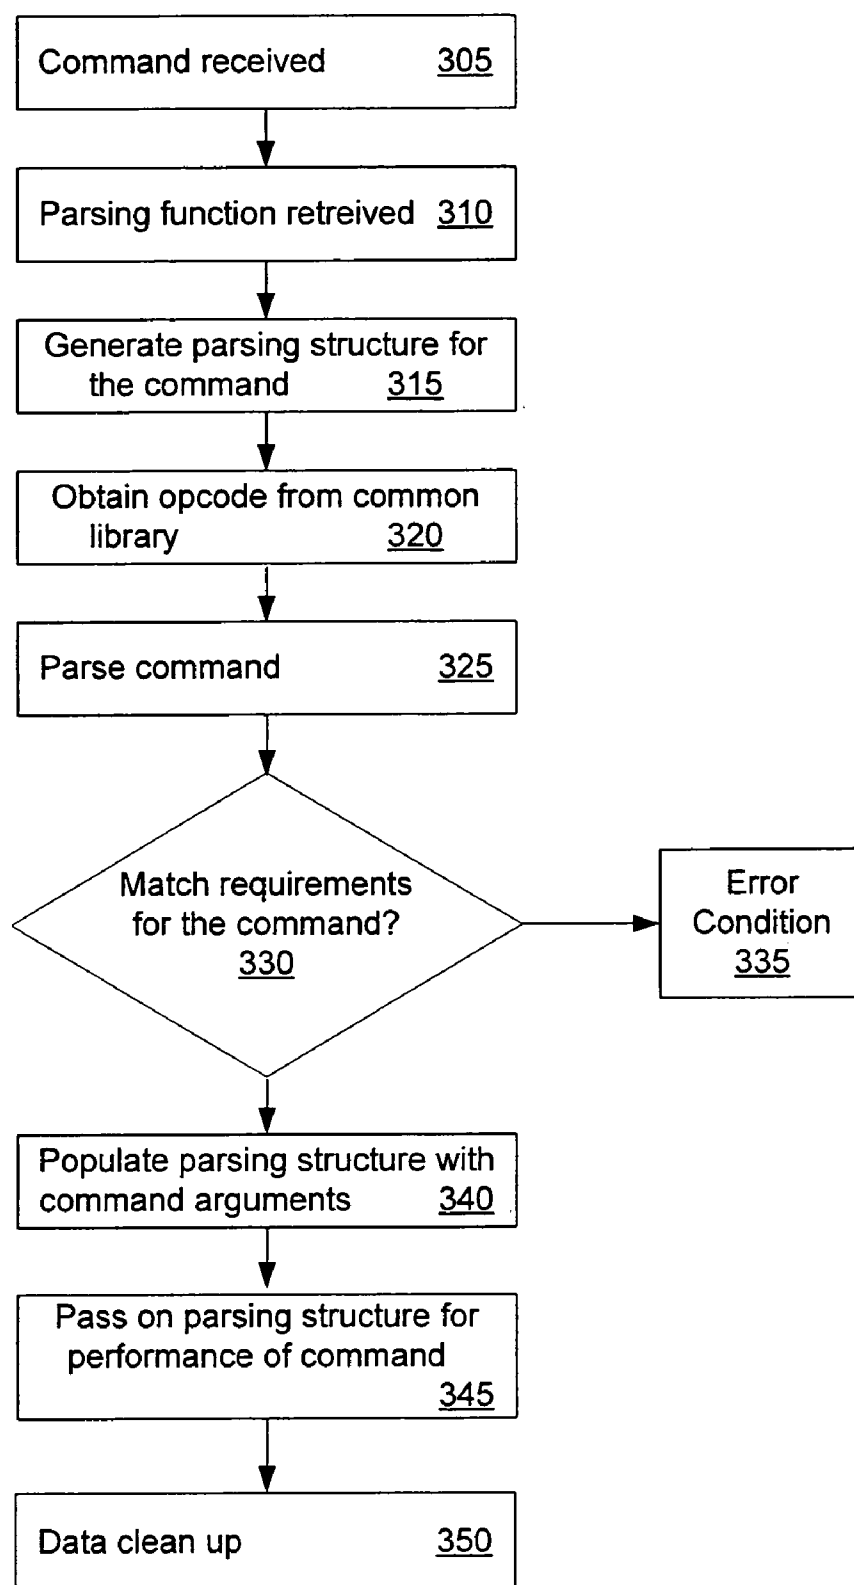 Command received 305
Parsing function retreived 310
Generate parsing structure for
the command 315
Obtain opcode from common
library 320
Parse command 325
Match requirements
for the command?
330
Error
Condition
335
Populate parsing structure with
command arguments 340
Pass on parsing structure for
performance of command
345
Data clean up 350